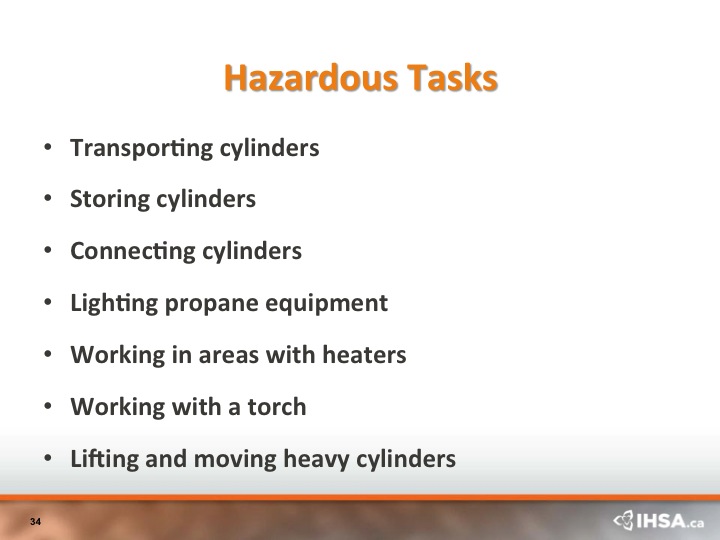 Hazardous Tasks
• Transporting cylinders
• Storing cylinders
• Connecting cylinders
• Lighting propane equipment
• Working in areas with heaters
• Working with a torch
• Lifting and moving heavy cylinders
34
IHSA.ca